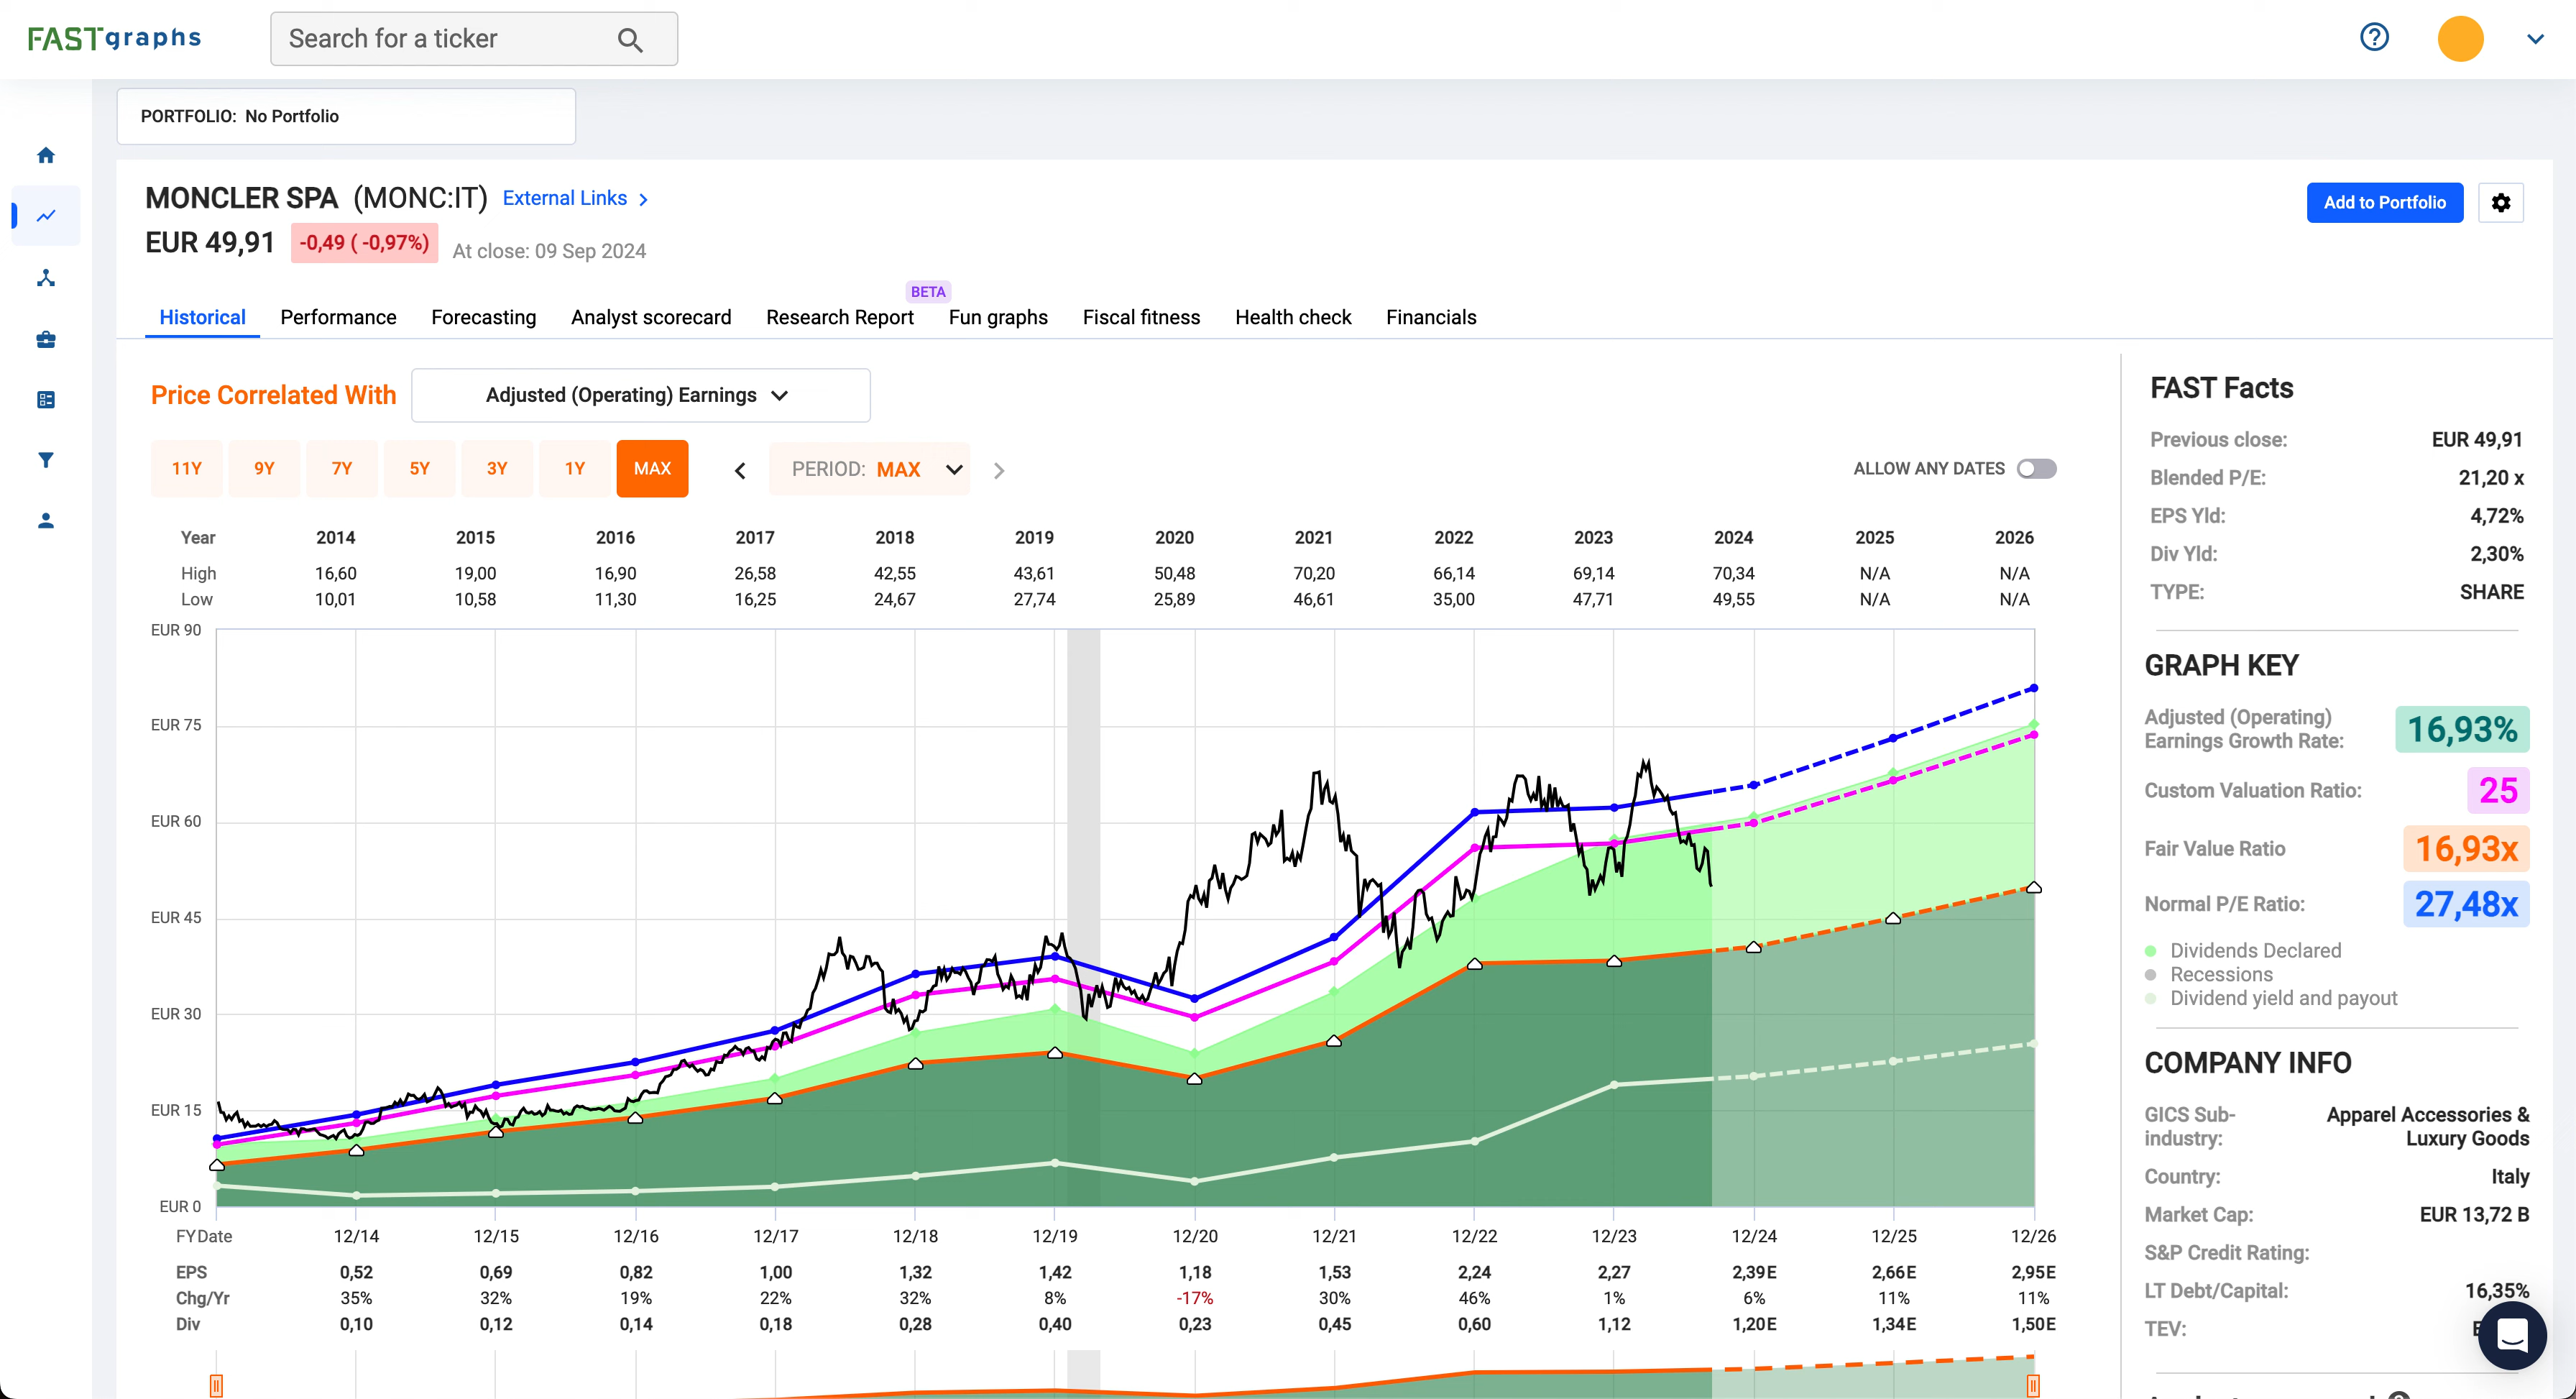 FASTgraphs
Search for a ticker
PORTFOLIO: No Portfolio
MONCLER SPA (MONC:IT) External Links
Add to Portfolio
EUR 49,91 -0,49 ( -0,97%) At close: 09 Sep 2024
BETA
Historical Performance Forecasting Analyst scorecard Research Report Fun graphs Fiscal fitness Health check Financials
Price Correlated With Adjusted (Operating) Earnings
11Y 9Y 7Y 5Y 3Y 1Y MAX PERIOD: MAX ALLOW ANY DATES
Year 2014 2015 2016 2017 2018 2019 2020 2021 2022 2023 2024 2025 2026
High 16,60 19,00 16,90 26,58 42,55 43,61 50,48 70,20 66,14 69,14 70,34 N/A N/A
Low 10,01 10,58 11,30 16,25 24,67 27,74 25,89 46,61 35,00 47,71 49,55 N/A N/A
EUR 90
EUR 75
EUR 60
EUR 45
EUR 30
EUR 15
EUR 0
FYDate 12/14 12/15 12/16 12/17 12/18 12/19 12/20 12/21 12/22 12/23 12/24 12/25 12/26
EPS 0,52 0,69 0,82 1,00 1,32 1,42 1,18 1,53 2,24 2,27 2,39E 2,66E 2,95E
Chg/Yr 35% 32% 19% 22% 32% 8% -17% 30% 46% 1% 6% 11% 11%
Div 0,10 0,12 0,14 0,18 0,28 0,40 0,23 0,45 0,60 1,12 1,20E 1,34E 1,50E
FAST Facts
Previous close: EUR 49,91
Blended P/E: 21,20 x
EPS Yld: 4,72%
Div Yld: 2,30%
TYPE: SHARE
GRAPH KEY
Adjusted (Operating)
Earnings Growth Rate: 16,93%
Custom Valuation Ratio: 25
Fair Value Ratio 16,93x
Normal P/E Ratio: 27,48x
Dividends Declared
Recessions
Dividend yield and payout
COMPANY INFO
GICS Sub- Apparel Accessories &
industry: Luxury Goods
Country: Italy
Market Cap: EUR 13,72 B
S&P Credit Rating:
LT Debt/Capital: 16,35%
TEV: